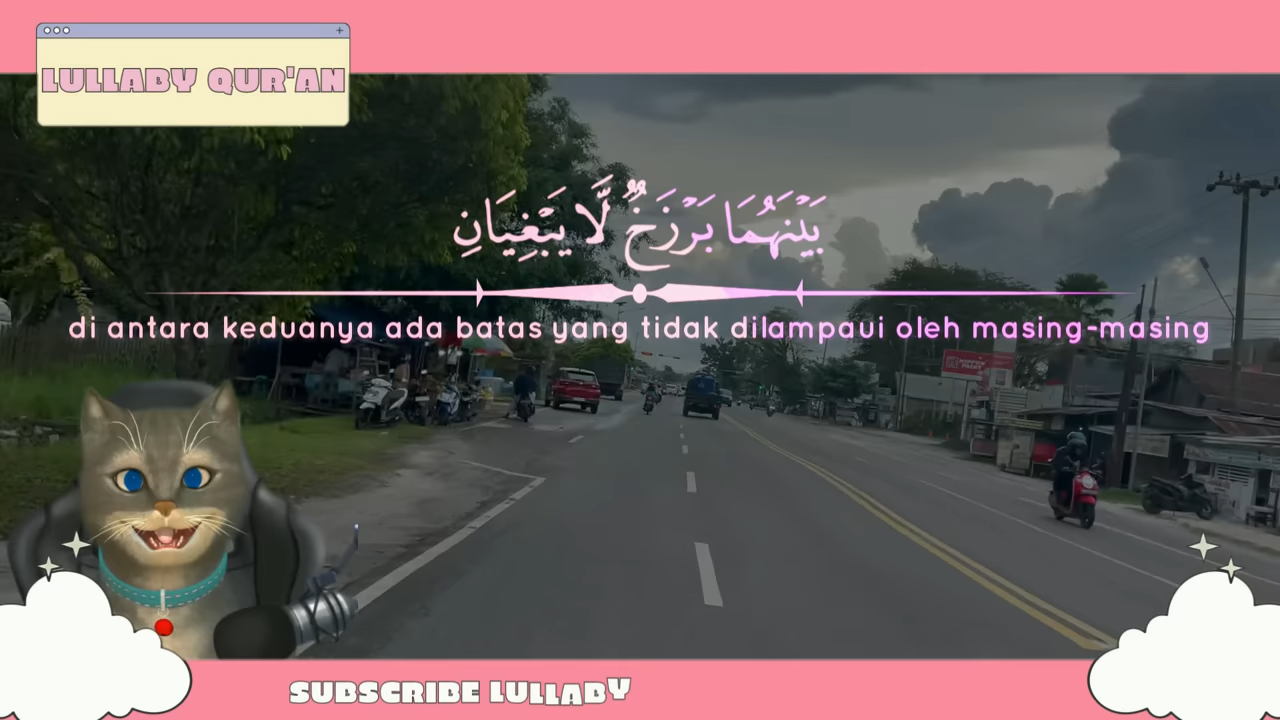 LULLABY QUR'AN
بَيْنَهُمَا بَرْزَخٌ لَّا يَبْغِيَانِ
di antara keduanya ada batas yang tidak dilampaui oleh masing-masing
SUBSCRIBE LULLABY